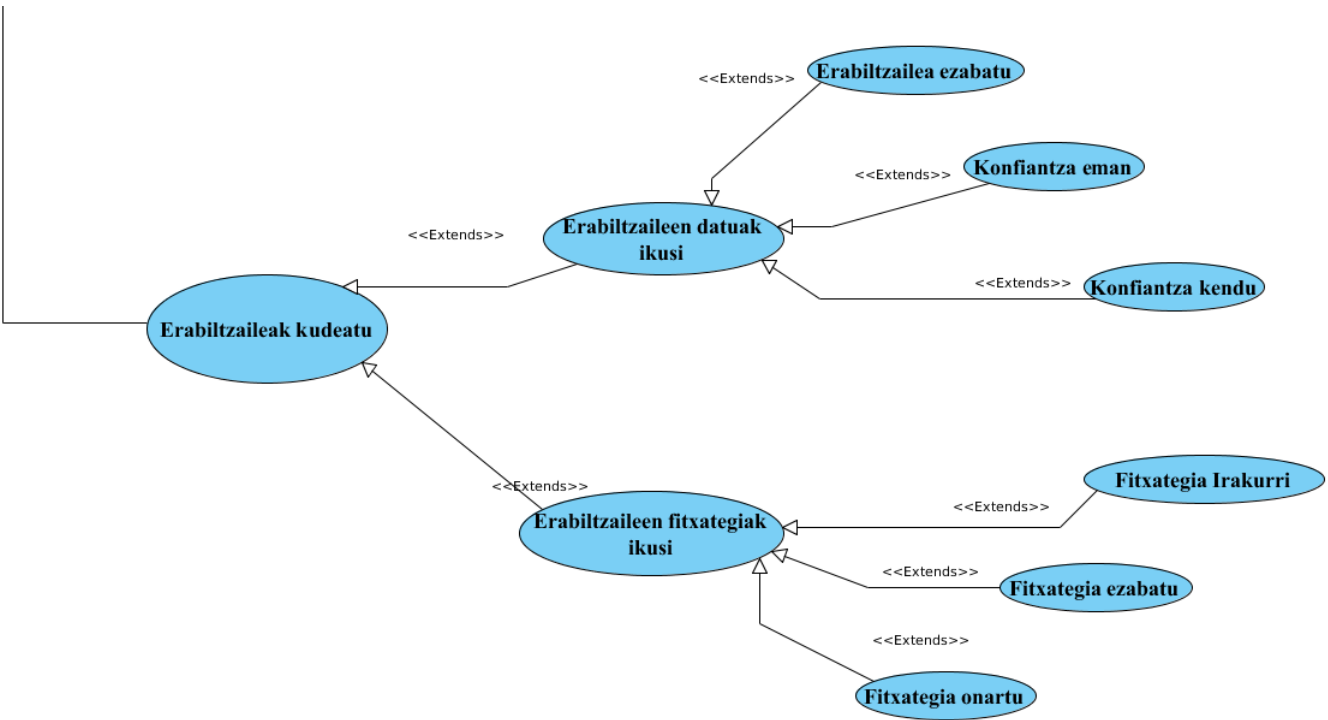 Erabiltzailea ezabatu
<<Extends>>
Konfiantza eman
<<Extends>>
Erabiltzaileen datuak
ikusi
<<Extends>>
<<Extends>>
Konfiantza kendu
Erabiltzaileak kudeatu
Fitxategia Irakurri
<<Extends>>
<<Extends>>
Erabiltzaileen fitxategiak
ikusi
<<Extends>>
Fitxategia ezabatu
<<Extends>>
Fitxategia onartu